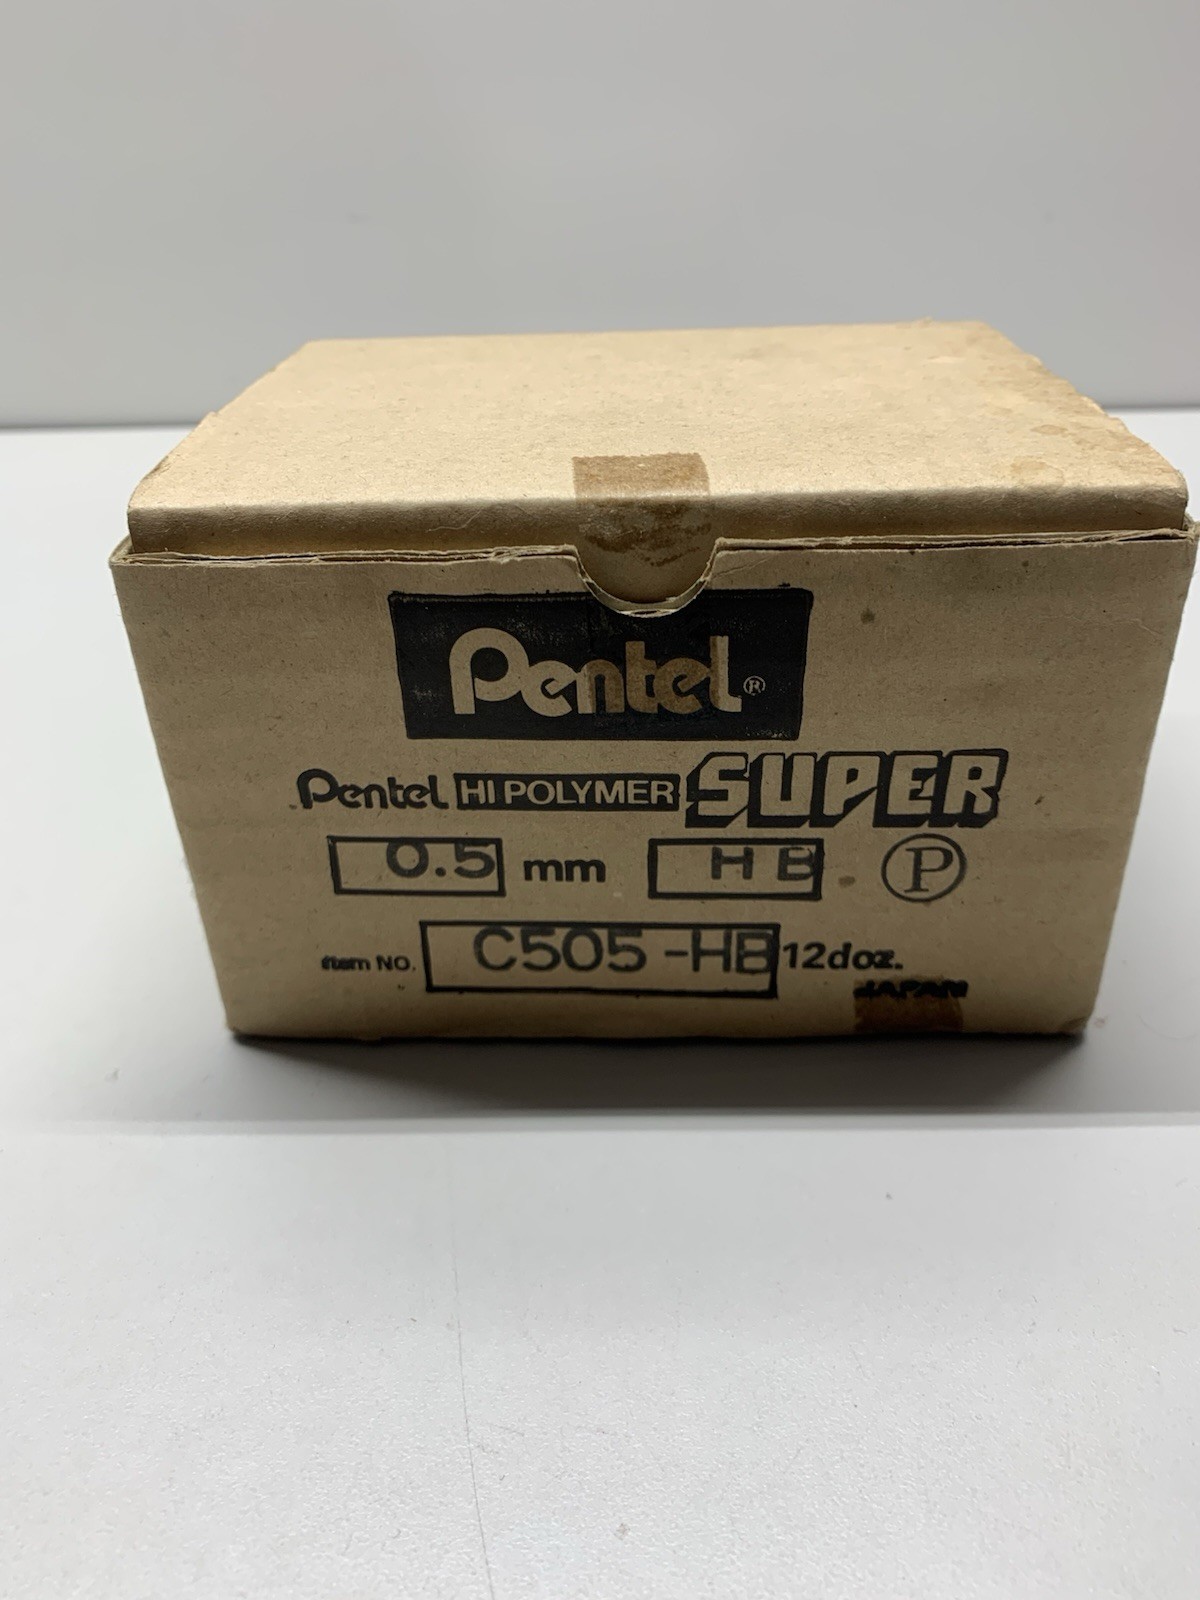 Pentel®
Pentel HI POLYMER SUPER
0.5 mm HB P
Item NO. C505-HB 12doz.
JAPAN